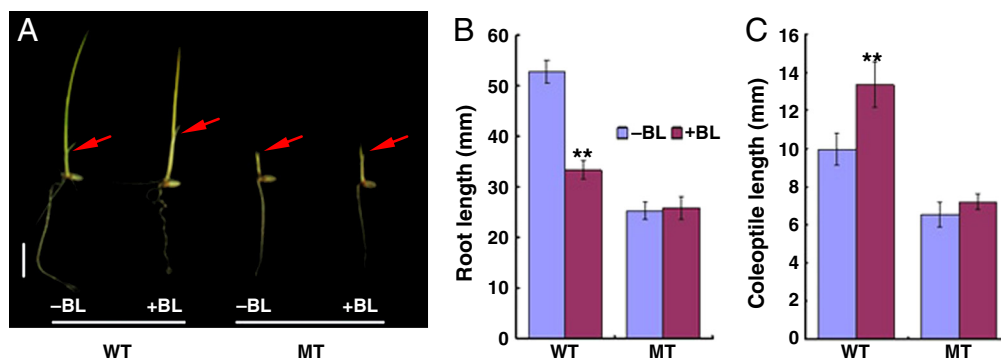 A
–BL
+BL
–BL
+BL
WT
MT
B
Root length (mm)
60
50
40
30
20
10
0
**
–BL
+BL
WT
MT
C
Coleoptile length (mm)
16
14
12
10
8
6
4
2
0
**
WT
MT